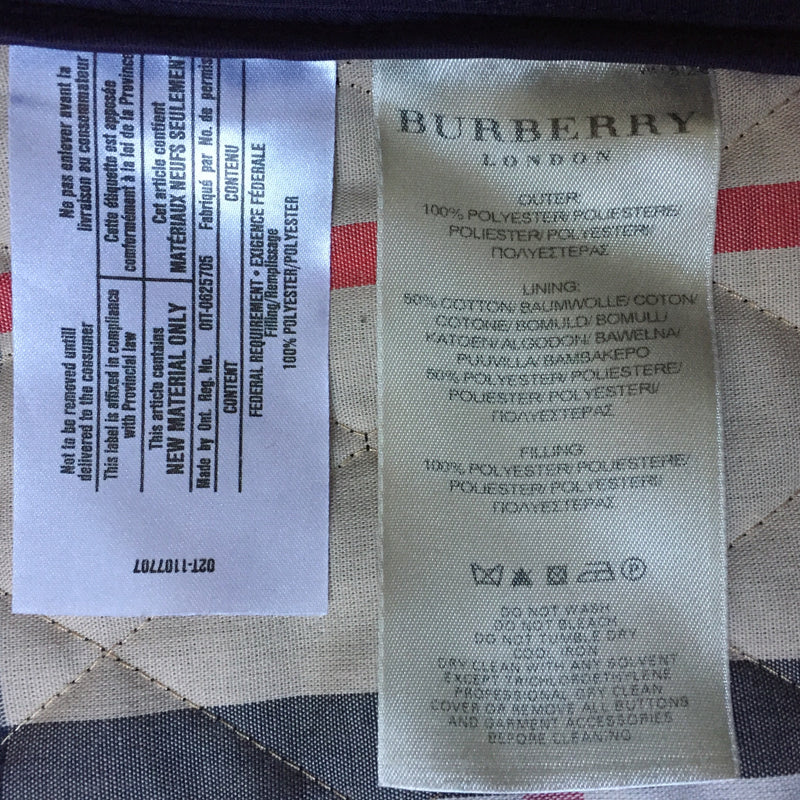 Not to be removed until
delivered to the consumer
Ne pas enlever avant la
livraison au consommateur
This label is affixed in compliance
with Provincial law
Cette étiquette est apposée
conformément à la loi de la Province
This article contains
NEW MATERIAL ONLY
Cet article contient
MATÉRIAUX NEUFS SEULEMENT
Made by Ont. Reg. No. OTI-0625705 Fabriqué par No. de permis
CONTENT CONTENU
FEDERAL REQUIREMENT • EXIGENCE FÉDERALE
Filling/Remplissage
100% POLYESTER/POLYESTER
02T-1107707
BURBERRY
LONDON
OUTER:
100% POLYESTER/ POLIESTERE/
POLIESTER/ POLYESTERI/
ΠΟΛΥΕΣΤΕΡΑΣ
LINING:
50% COTTON/ BAUMWOLLE/ COTON/
COTONE/ BOMULD/ BOMULL/
KATOEN/ ALGODON/ BAWELNA/
PUUVILLA/ ΒΑΜΒΑΚΕΡΟ
50% POLYESTER/ POLIESTERE/
POLIESTER/ POLYESTERI/
ΠΟΛΥΕΣΤΕΡΑΣ
FILLING:
100% POLYESTER/ POLIESTERE/
POLIESTER/ POLYESTERI/
ΠΟΛΥΕΣΤΕΡΑΣ
P
DO NOT WASH
DO NOT BLEACH
DO NOT TUMBLE DRY
COOL IRON
DRY CLEAN WITH ANY SOLVENT
EXCEPT TRICHLOROETHYLENE
PROFESSIONAL DRY CLEAN
COVER OR REMOVE ALL BUTTONS
AND GARMENT ACCESSORIES
BEFORE CLEANING